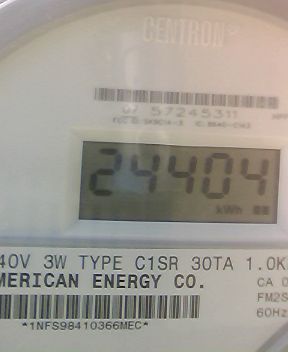 CENTRON®
07 57245311
24404
kWh
40V 3W TYPE C1SR 30TA 1.0K
MERICAN ENERGY CO.
CA 0
FM2S
60Hz
*1NFS98410366MEC*